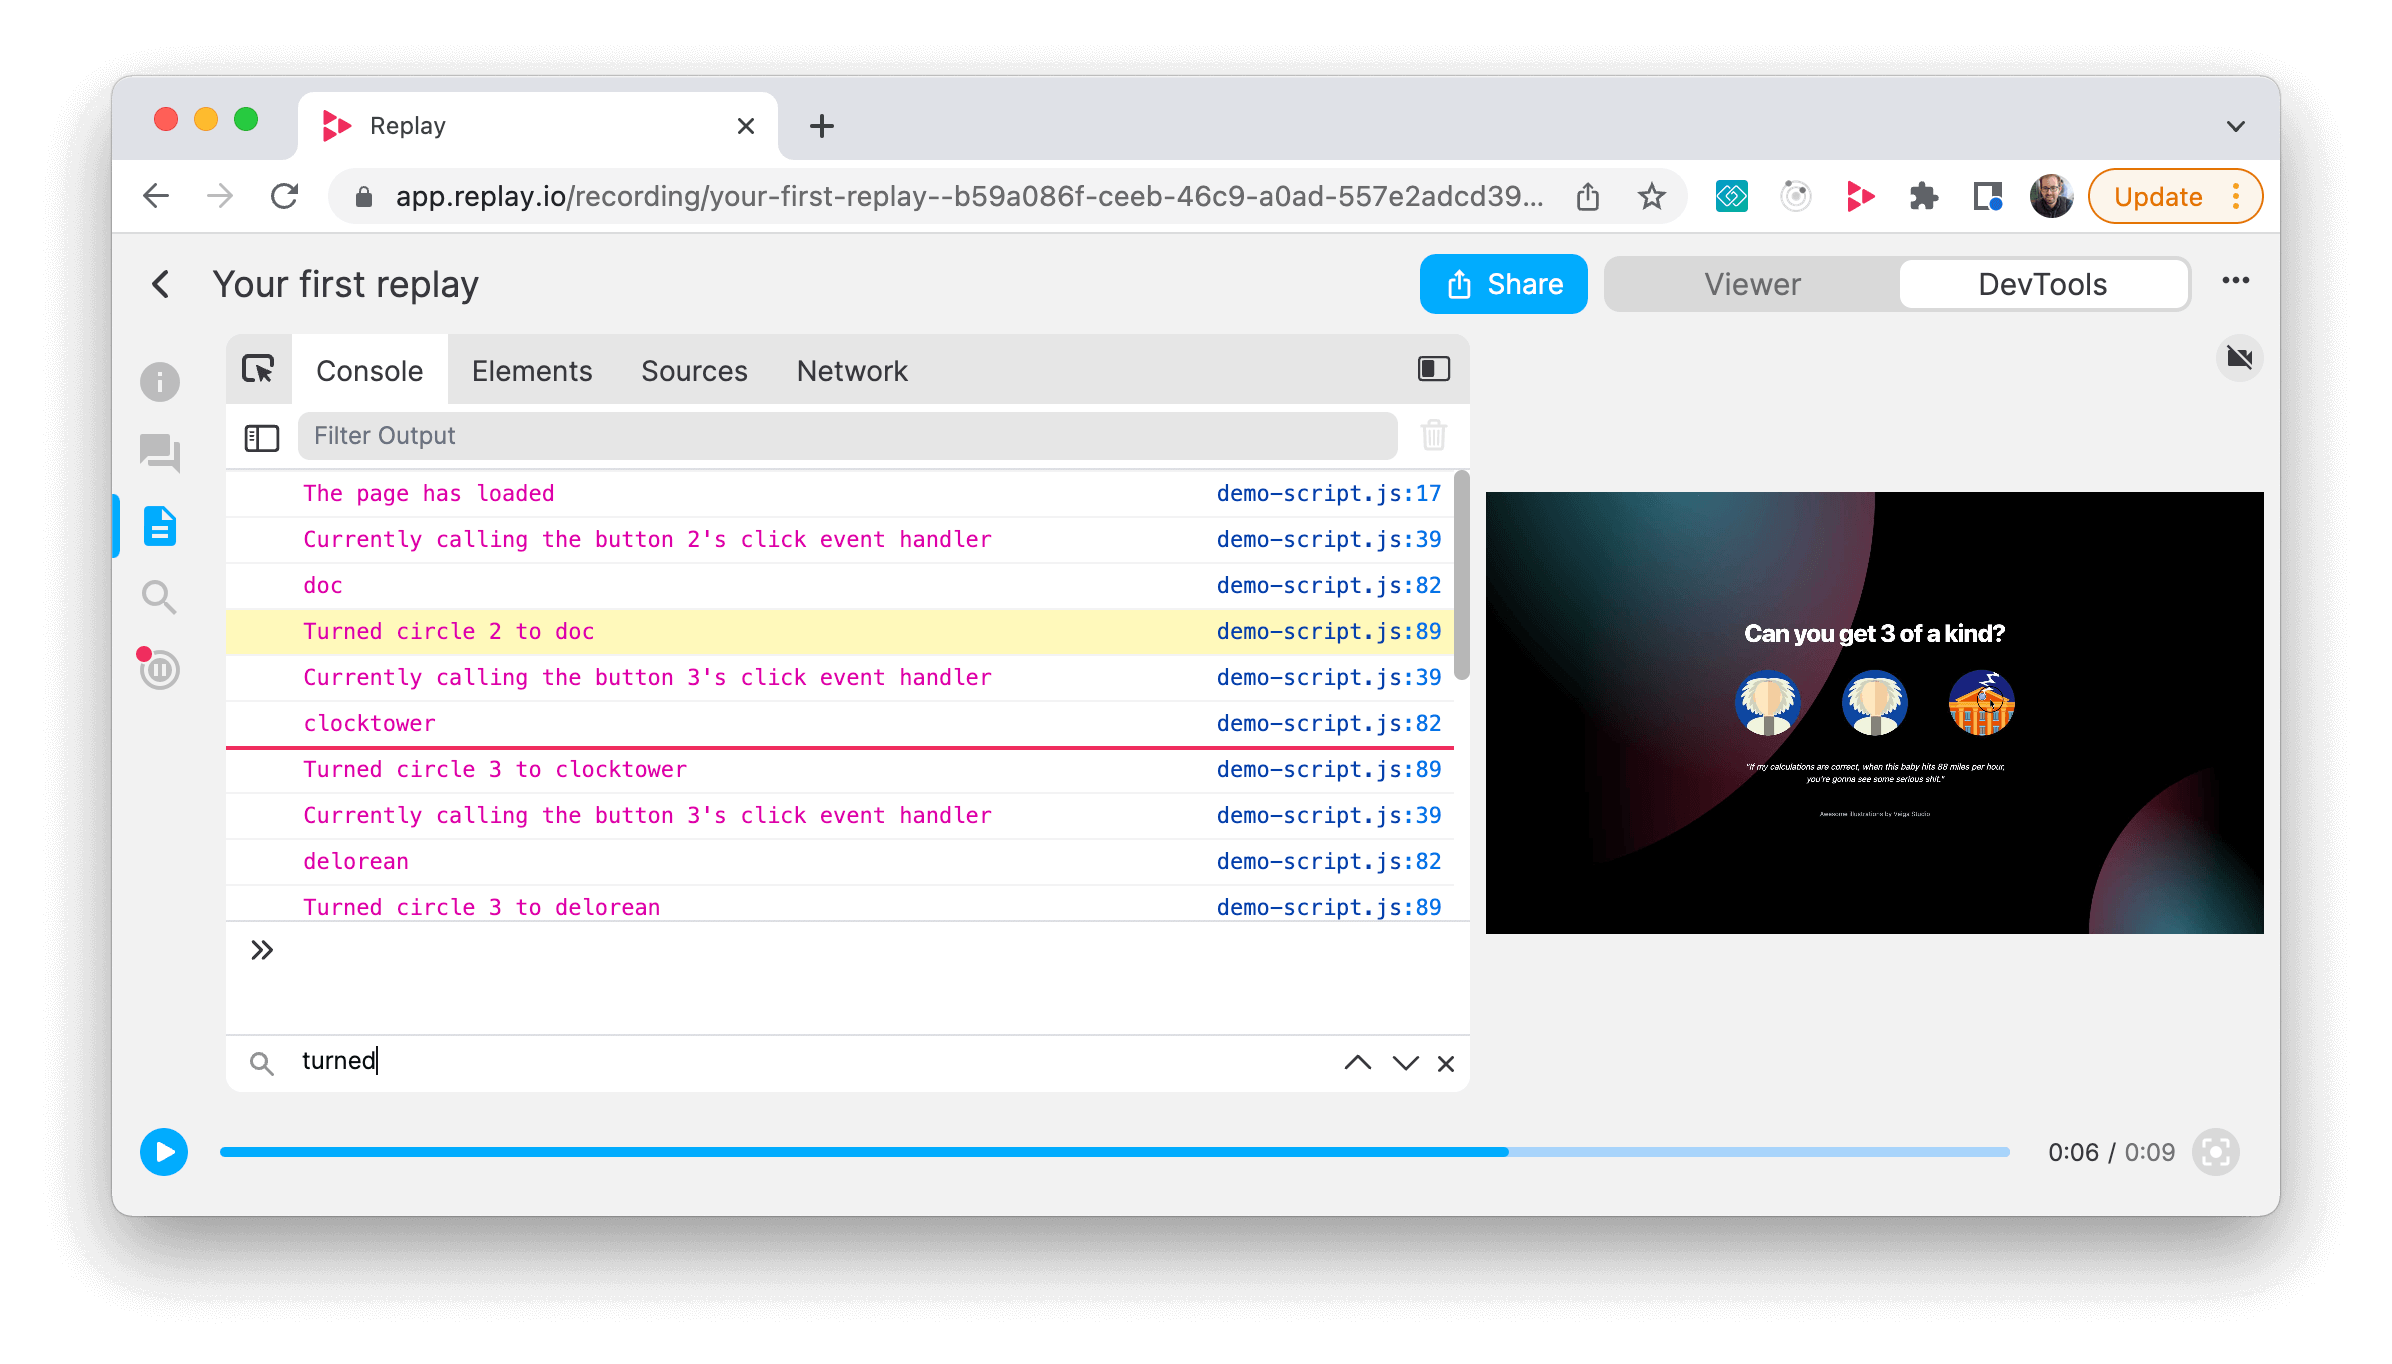 Replay
app.replay.io/recording/your-first-replay--b59a086f-ceeb-46c9-a0ad-557e2adcd39...
Update
Your first replay
Share
Viewer
DevTools
Console
Elements
Sources
Network
Filter Output
The page has loaded demo-script.js:17
Currently calling the button 2's click event handler demo-script.js:39
doc demo-script.js:82
Turned circle 2 to doc demo-script.js:89
Currently calling the button 3's click event handler demo-script.js:39
clocktower demo-script.js:82
Turned circle 3 to clocktower demo-script.js:89
Currently calling the button 3's click event handler demo-script.js:39
delorean demo-script.js:82
Turned circle 3 to delorean demo-script.js:89
turned
Can you get 3 of a kind?
"If my calculations are correct, when this baby hits 88 miles per hour,
you're gonna see some serious shit."
Awesome illustrations by Veiga Studio
0:06 / 0:09